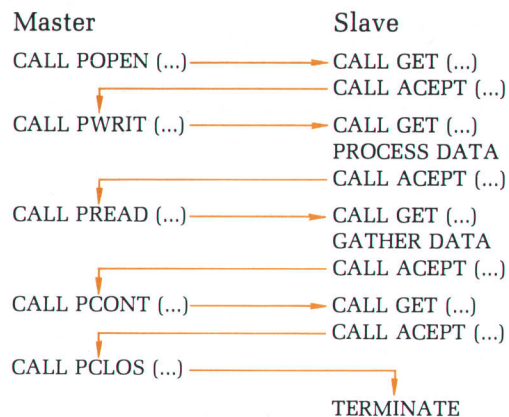 Master Slave
CALL POPEN (...) CALL GET (...)
CALL ACEPT (...)
CALL PWRIT (...) CALL GET (...)
PROCESS DATA
CALL ACEPT (...)
CALL PREAD (...) CALL GET (...)
GATHER DATA
CALL ACEPT (...)
CALL PCONT (...) CALL GET (...)
CALL ACEPT (...)
CALL PCLOS (...)
TERMINATE